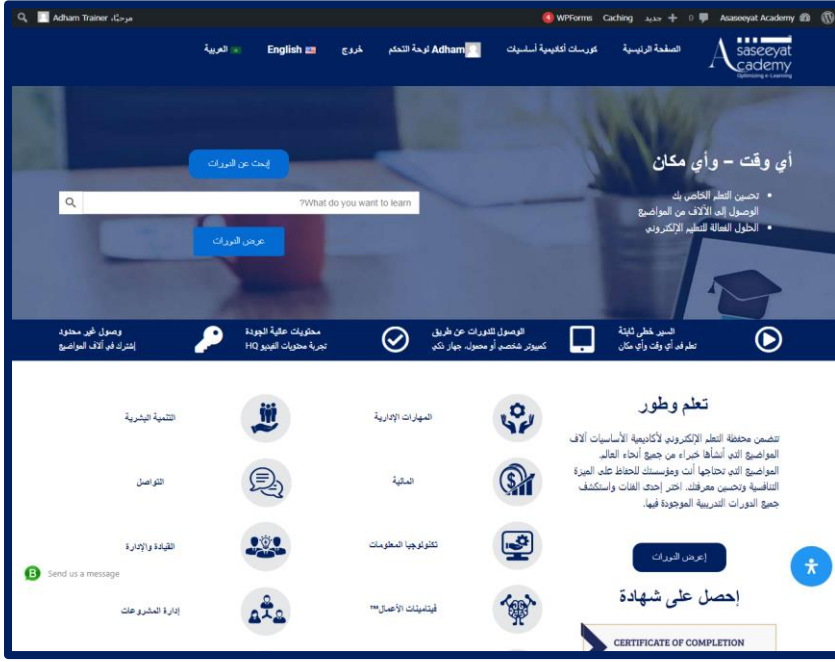 Asaseeyat Academy
0
جديد
Caching
WPForms 4
مرحبًا، Adham Trainer
Asaseeyat
Academy
Optimizing e-Learning
الصفحة الرئيسية
كورسات أكاديمية أساسيات
Adham لوحة التحكم
خروج
English
العربية
أي وقت – وأي مكان
تحسين التعلم الخاص بك
الوصول إلى الآلاف من المواضيع
الحلول الفعالة للتعليم الإلكتروني
إبحث عن الدورات
?What do you want to learn
عرض الدورات
السير خطى ثابتة
تعلم في أي وقت وأي مكان
الوصول للدورات عن طريق
كمبيوتر شخصي أو محمول، جهاز ذكي
محتويات عالية الجودة
تجربة محتويات الفيديو HQ
وصول غير محدود
إشترك في آلاف المواضيع
تعلم وطور
تتضمن محفظة التعلم الإلكتروني لأكاديمية الأساسيات آلاف
المواضيع التي أنشأها خبراء من جميع أنحاء العالم.
المواضيع التي تحتاجها أنت ومؤسستك للحفاظ على الميزة
التنافسية وتحسين معرفتك. اختر إحدى الفئات واستكشف
جميع الدورات التدريبية الموجودة فيها.
إعرض الدورات
المهارات الإدارية
التنمية البشرية
المالية
التواصل
تكنولوجيا المعلومات
القيادة والإدارة
فيتامينات الأعمال™
إدارة المشروعات
إحصل على شهادة
CERTIFICATE OF COMPLETION
B
Send us a message